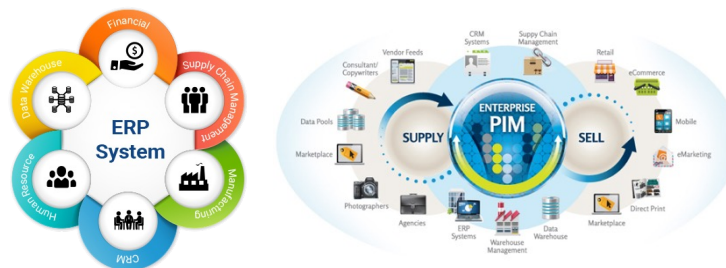 Financial
Supply Chain Management
Manufacturing
CRM
Human Resource
Data Warehouse
ERP
System
Vendor Feeds
Consultant/
Copywriters
Data Pools
Marketplace
Photographers
Agencies
SUPPLY
CRM
Systems
Suppy Chain
Management
ENTERPRISE
PIM
ERP
Systems
Warehouse
Management
Data
Warehouse
SELL
Retail
eCommerce
Mobile
eMarketing
Direct Print
Marketplace